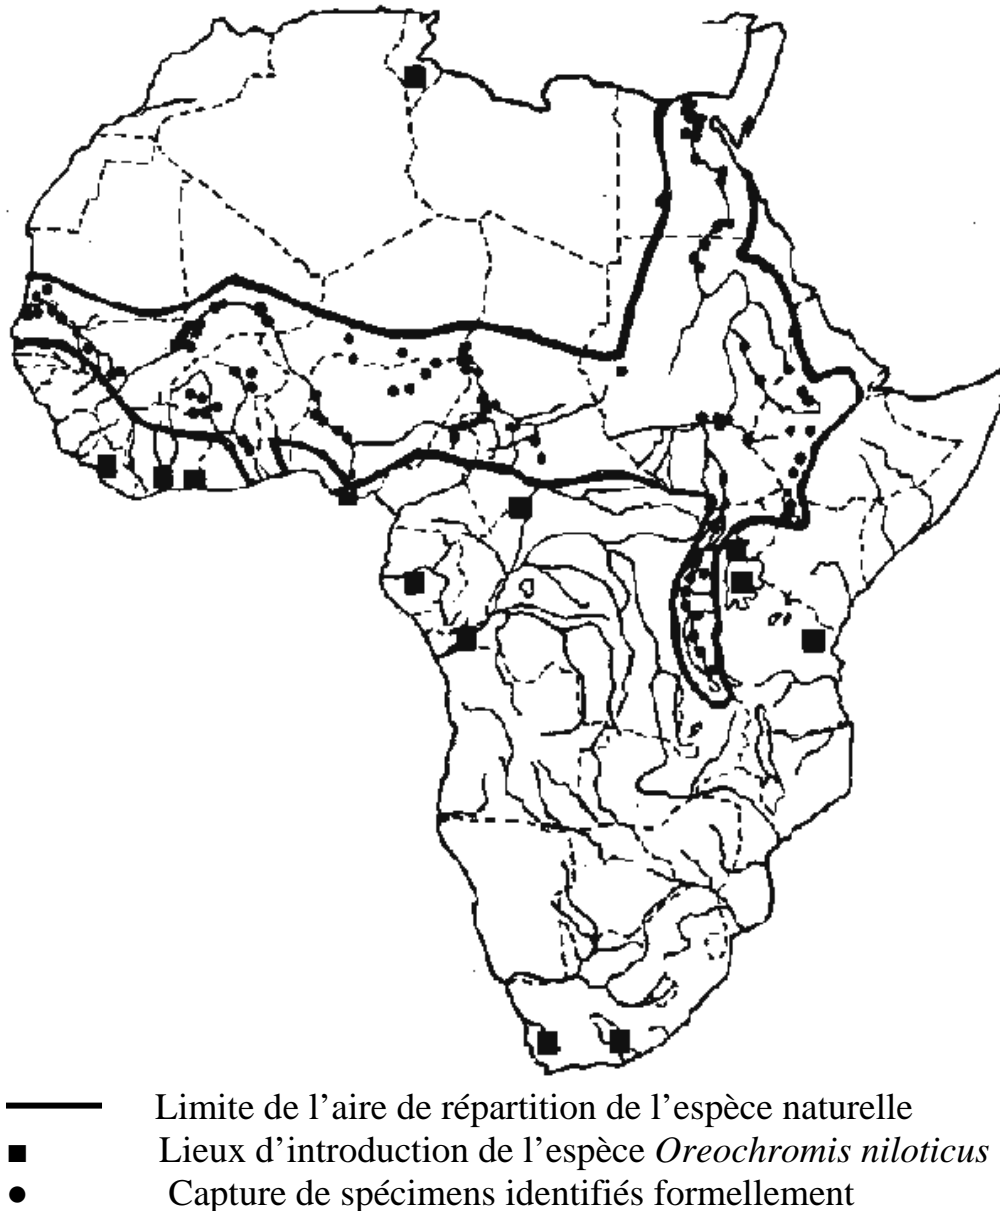 Limite de l’aire de répartition de l’espèce naturelle
Lieux d’introduction de l’espèce Oreochromis niloticus
Capture de spécimens identifiés formellement